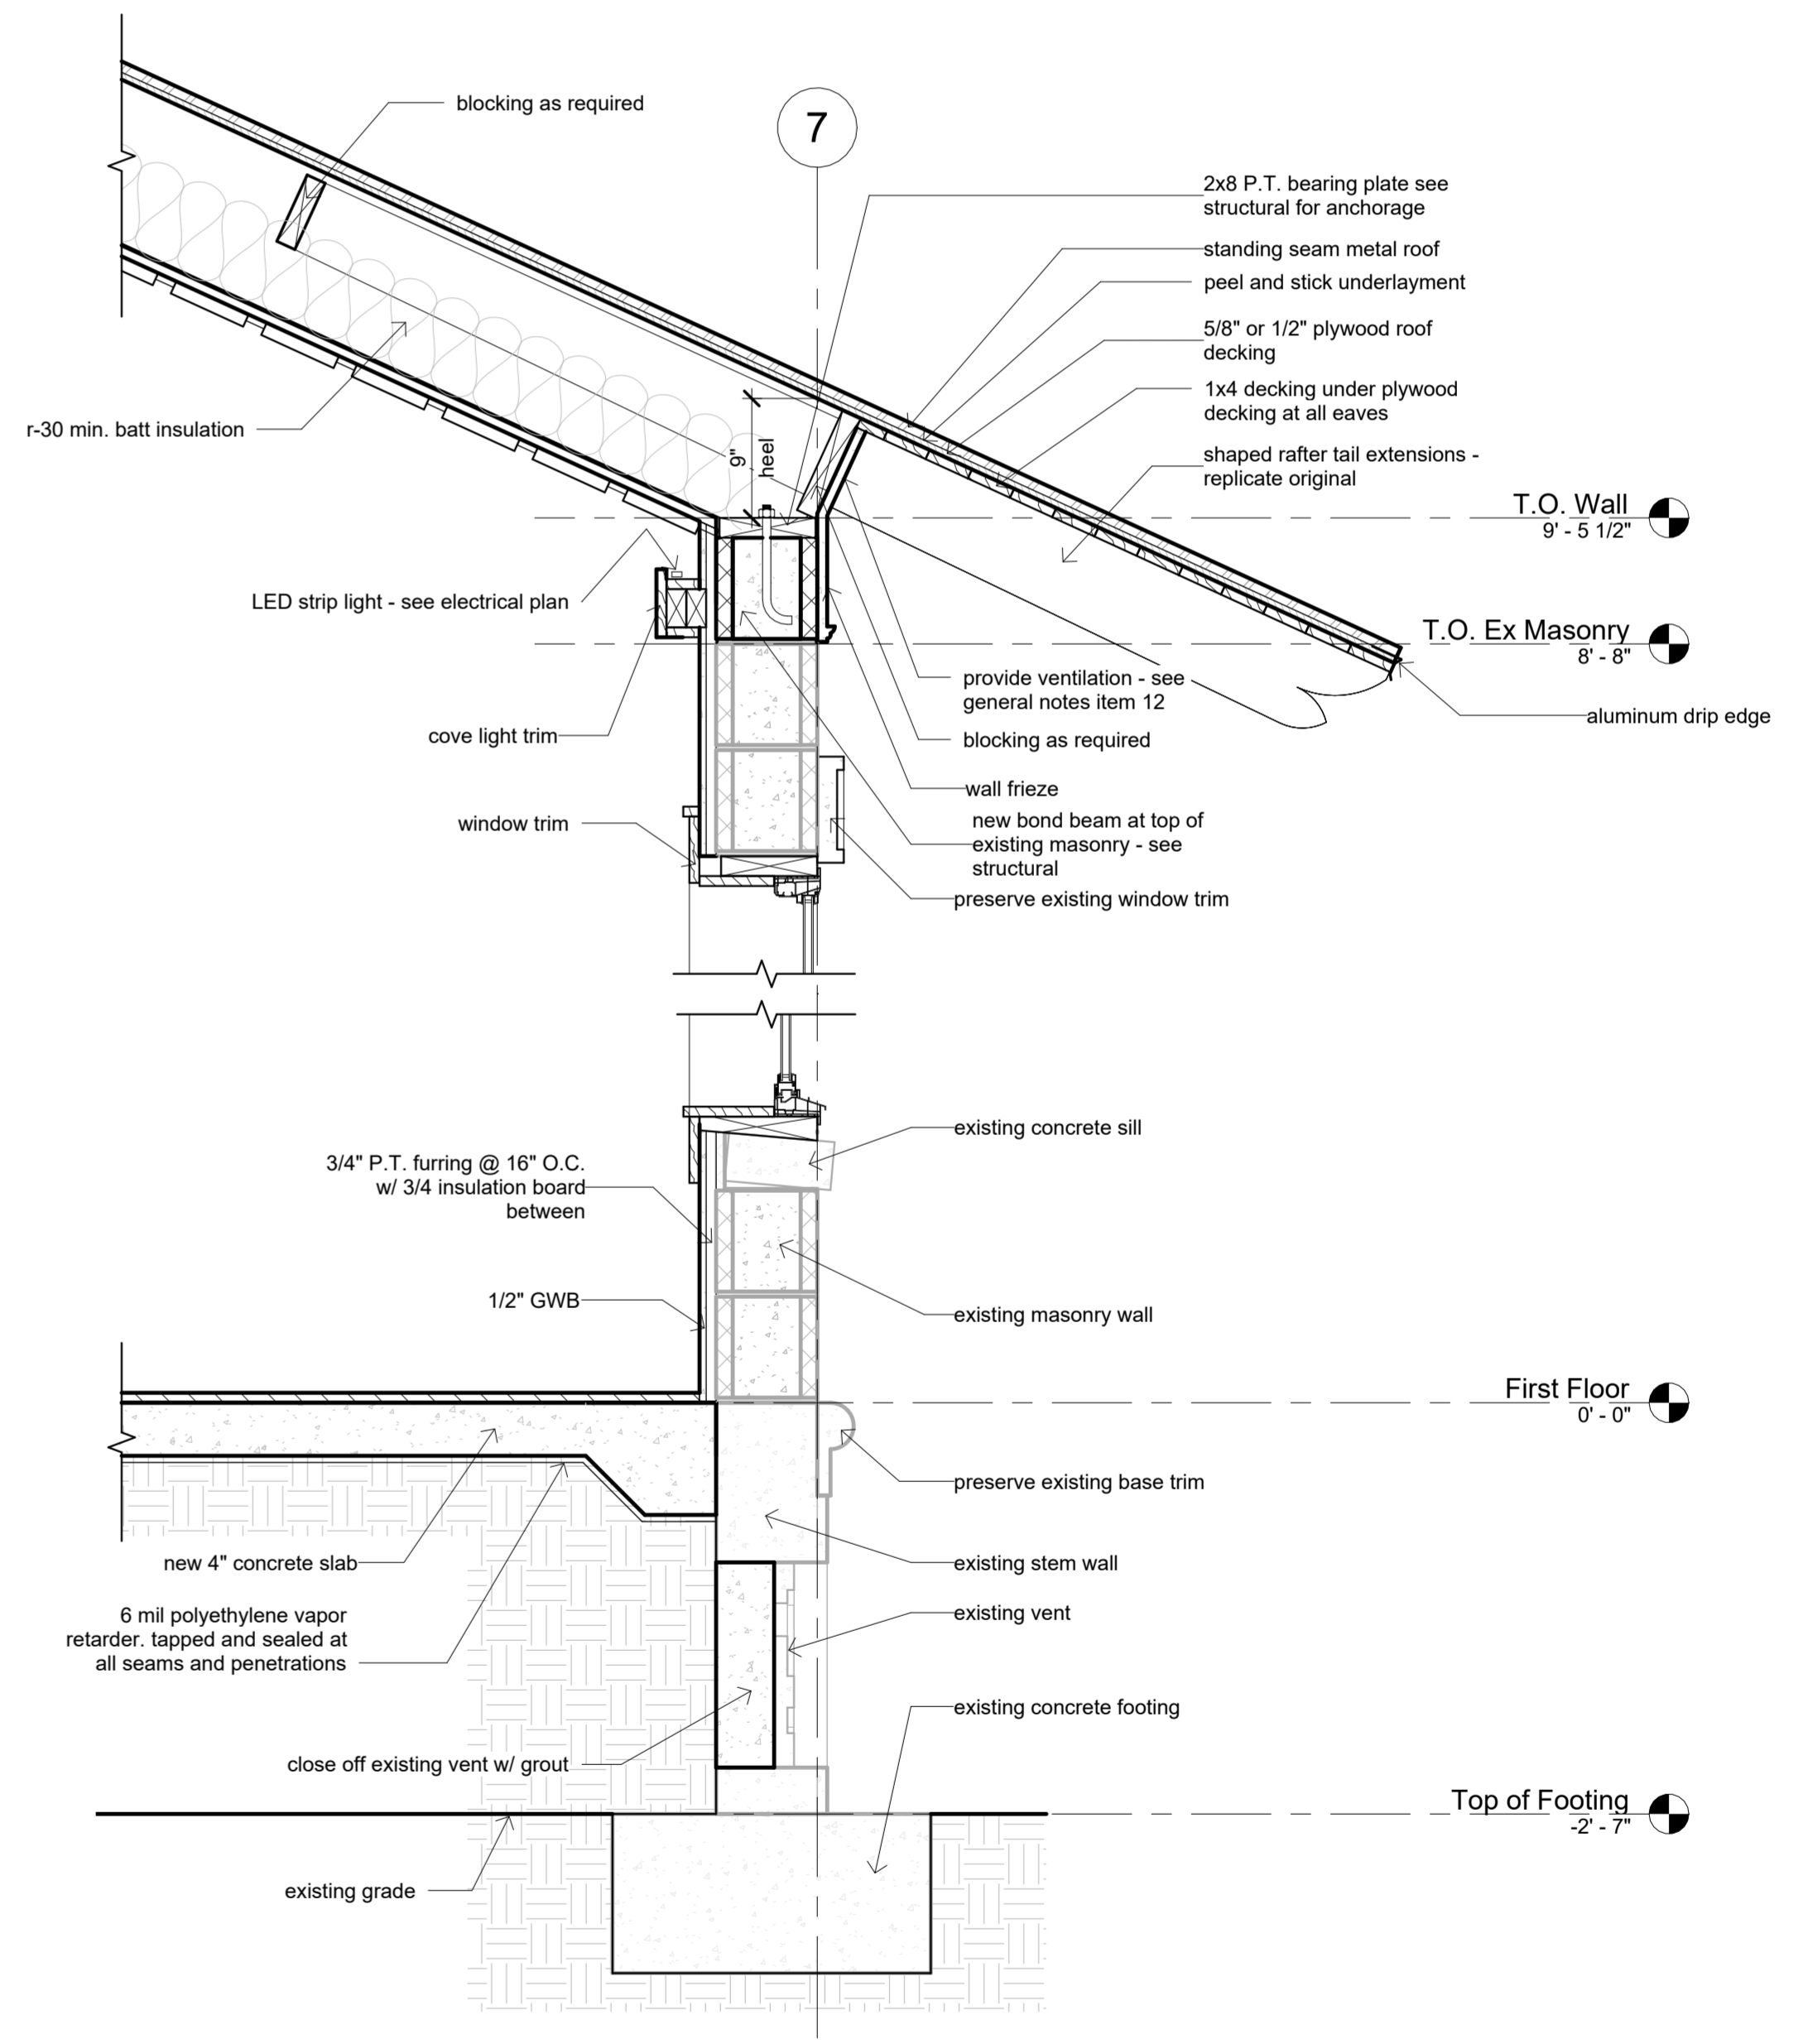 blocking as required
7
2x8 P.T. bearing plate see
structural for anchorage
standing seam metal roof
peel and stick underlayment
5/8" or 1/2" plywood roof
decking
1x4 decking under plywood
decking at all eaves
shaped rafter tail extensions -
replicate original
r-30 min. batt insulation
9"
heel
T.O. Wall
9' - 5 1/2"
LED strip light - see electrical plan
T.O. Ex Masonry
8' - 8"
provide ventilation - see
general notes item 12
aluminum drip edge
cove light trim
blocking as required
wall frieze
window trim
new bond beam at top of
existing masonry - see
structural
preserve existing window trim
existing concrete sill
3/4" P.T. furring @ 16" O.C.
w/ 3/4 insulation board
between
1/2" GWB
existing masonry wall
First Floor
0' - 0"
preserve existing base trim
new 4" concrete slab
existing stem wall
6 mil polyethylene vapor
retarder. tapped and sealed at
all seams and penetrations
existing vent
existing concrete footing
close off existing vent w/ grout
Top of Footing
-2' - 7"
existing grade